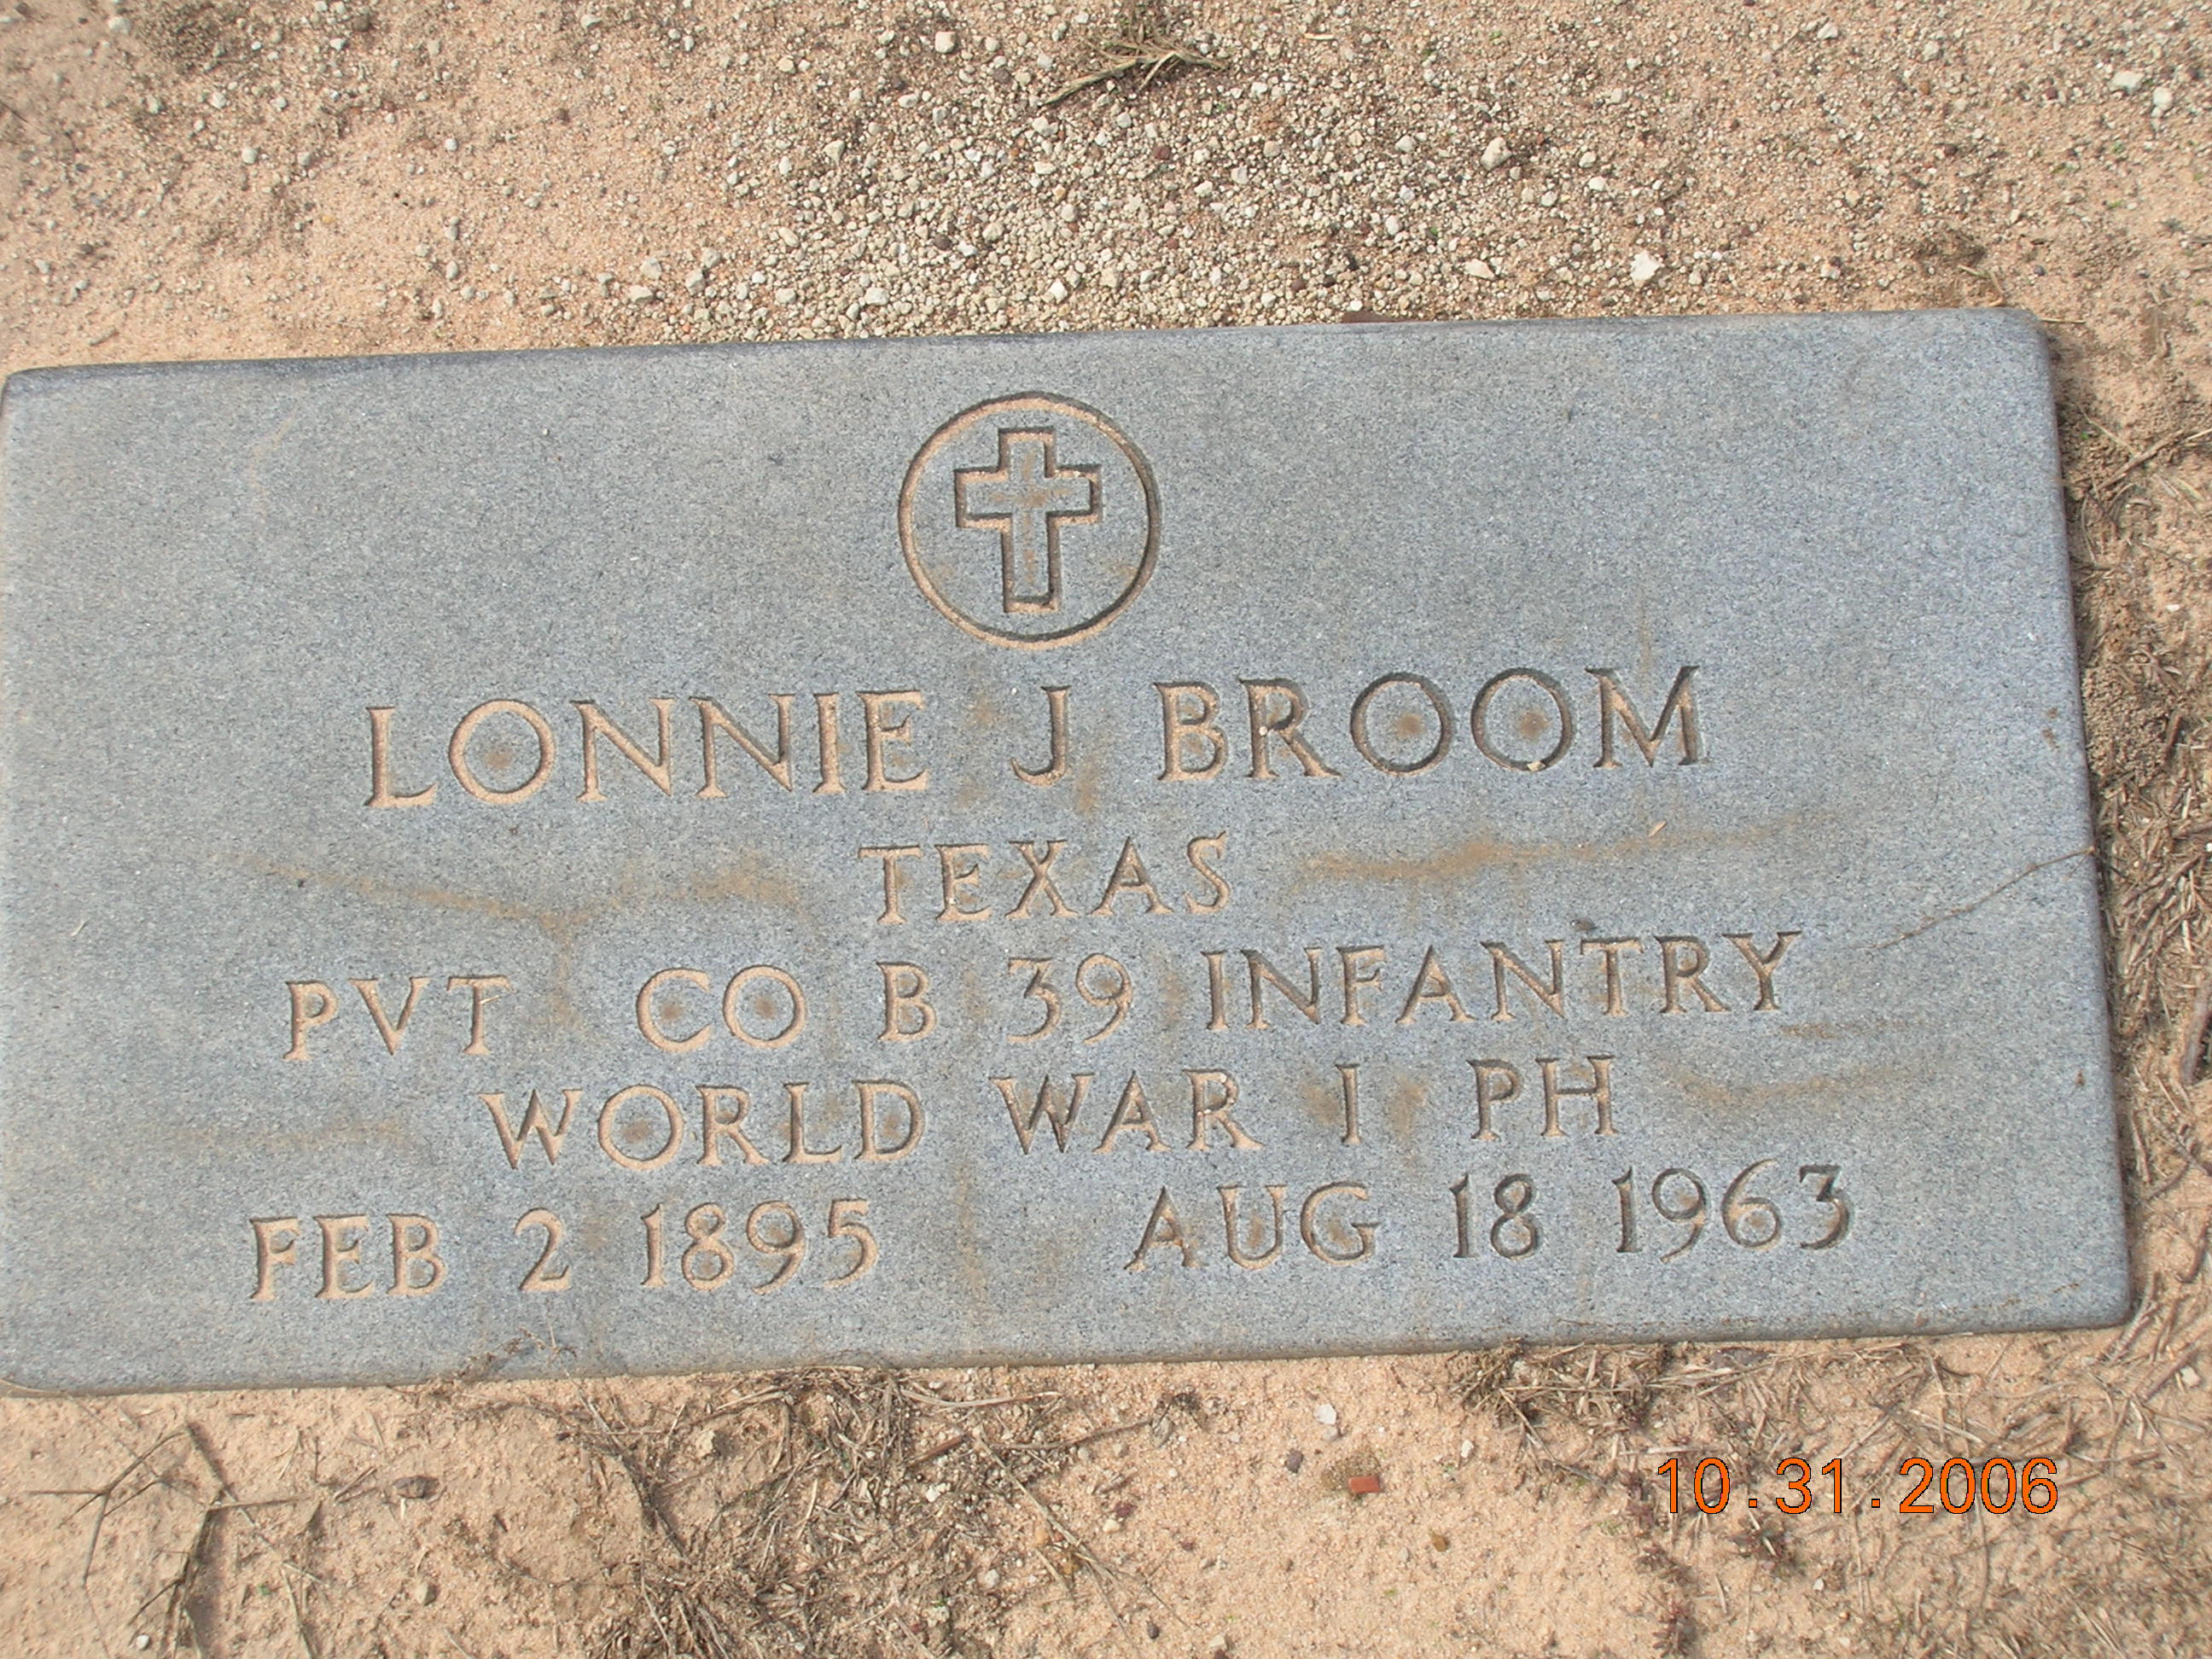 LONNIE J BROOM
TEXAS
PVT CO B 39 INFANTRY
WORLD WAR I PH
FEB 2 1895 AUG 18 1963
10.31.2006